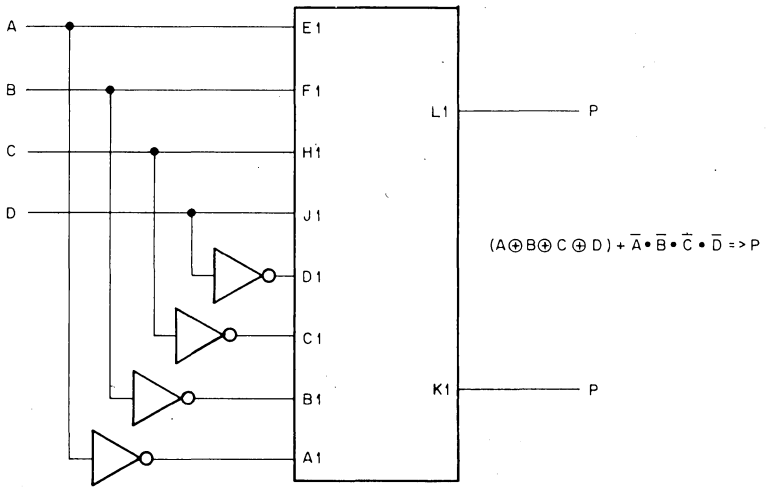 A
E1
B
F1
L1
P
C
H1
D
J1
(A⊕B⊕C⊕D) + A̅•B̅•C̅•D̅ => P
D1
C1
B1
K1
P
A1